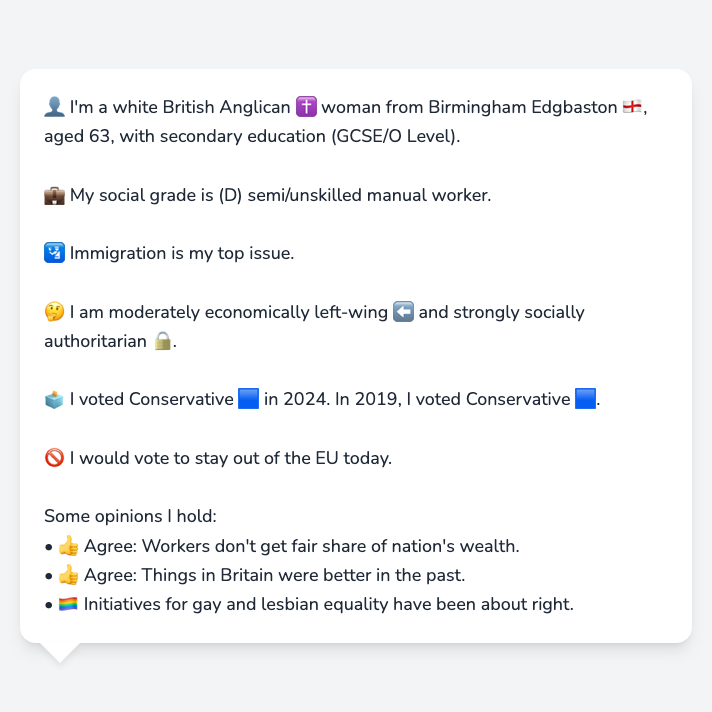 👤 I'm a white British Anglican ✝️ woman from Birmingham Edgbaston 🏴󠁧󠁢󠁥󠁮󠁧󠁿,
aged 63, with secondary education (GCSE/O Level).
💼 My social grade is (D) semi/unskilled manual worker.
🛂 Immigration is my top issue.
🤔 I am moderately economically left-wing ⬅️ and strongly socially
authoritarian 🔒.
🗳️ I voted Conservative 🟦 in 2024. In 2019, I voted Conservative 🟦.
🚫 I would vote to stay out of the EU today.
Some opinions I hold:
• 👍 Agree: Workers don't get fair share of nation's wealth.
• 👍 Agree: Things in Britain were better in the past.
• 🏳️‍🌈 Initiatives for gay and lesbian equality have been about right.